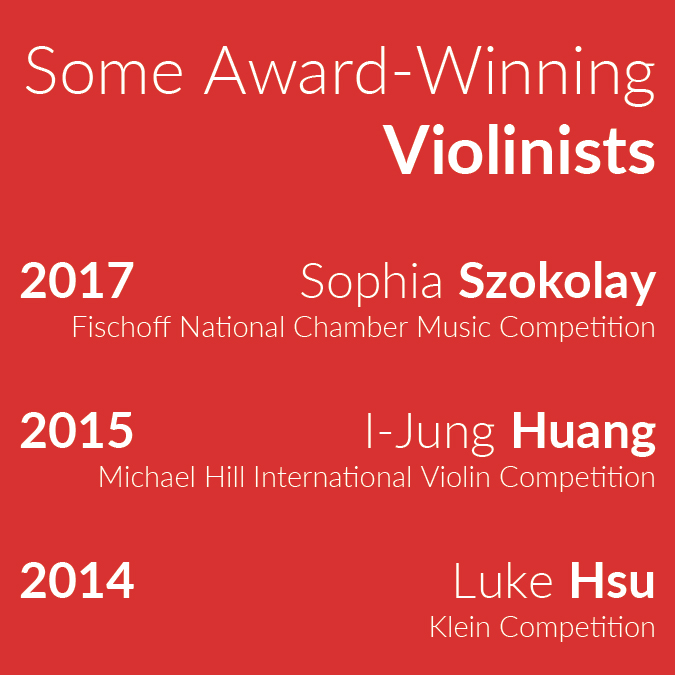 Some Award-Winning
Violinists
2017 Sophia Szokolay
Fischoff National Chamber Music Competition
2015 I-Jung Huang
Michael Hill International Violin Competition
2014 Luke Hsu
Klein Competition